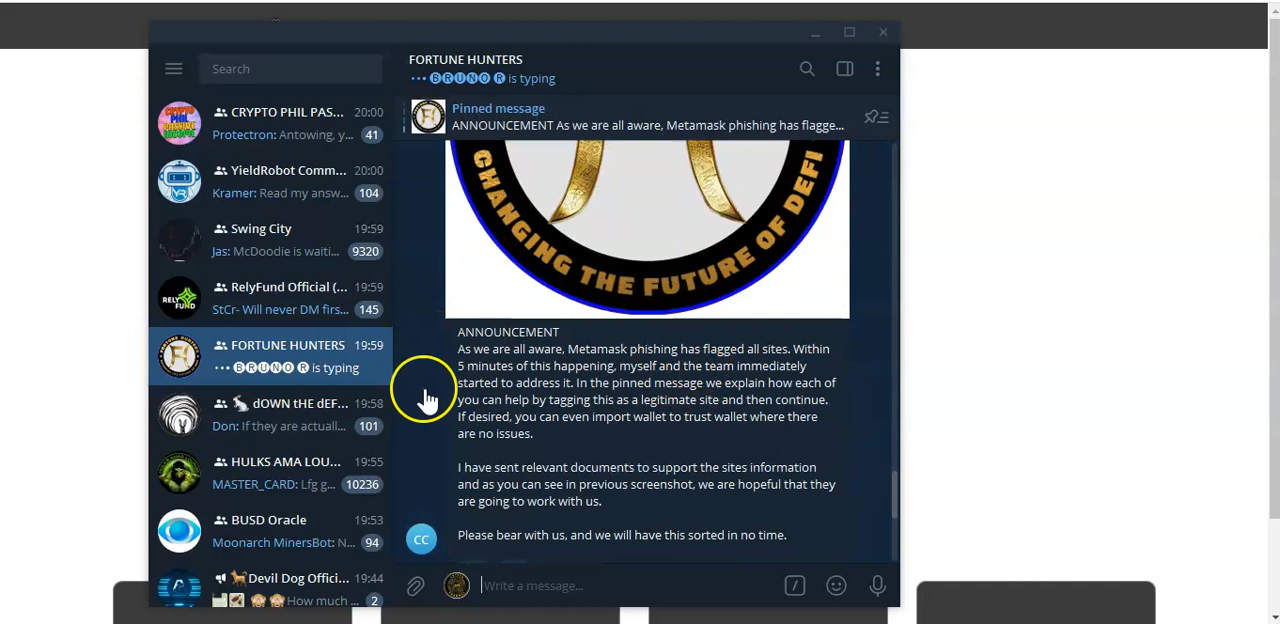 Search
CRYPTO PHIL PAS... 20:00
Protectron: Antowing, y... 41
YieldRobot Comm... 20:00
Kramer: Read my answ... 104
Swing City 19:59
Jas: McDoodie is waiti... 9320
RELY FUND
RelyFund Official (... 19:59
StCr- Will never DM firs... 145
FORTUNE HUNTERS 19:59
BRUNO R is typing
dOWN tHE dEF... 19:58
Don: If they are actuall... 101
HULKS AMA LOU... 19:55
MASTER_CARD: Lfg g... 10236
BUSD Oracle 19:53
Moonarch MinersBot: N... 94
Devil Dog Offici... 19:44
How much ... 2
FORTUNE HUNTERS
BRUNO R is typing
Pinned message
ANNOUNCEMENT As we are all aware, Metamask phishing has flagge...
CHANGING THE FUTURE OF DEFI
ANNOUNCEMENT
As we are all aware, Metamask phishing has flagged all sites. Within
5 minutes of this happening, myself and the team immediately
started to address it. In the pinned message we explain how each of
you can help by tagging this as a legitimate site and then continue.
If desired, you can even import wallet to trust wallet where there
are no issues.
I have sent relevant documents to support the sites information
and as you can see in previous screenshot, we are hopeful that they
are going to work with us.
Please bear with us, and we will have this sorted in no time.
CC
Write a message...